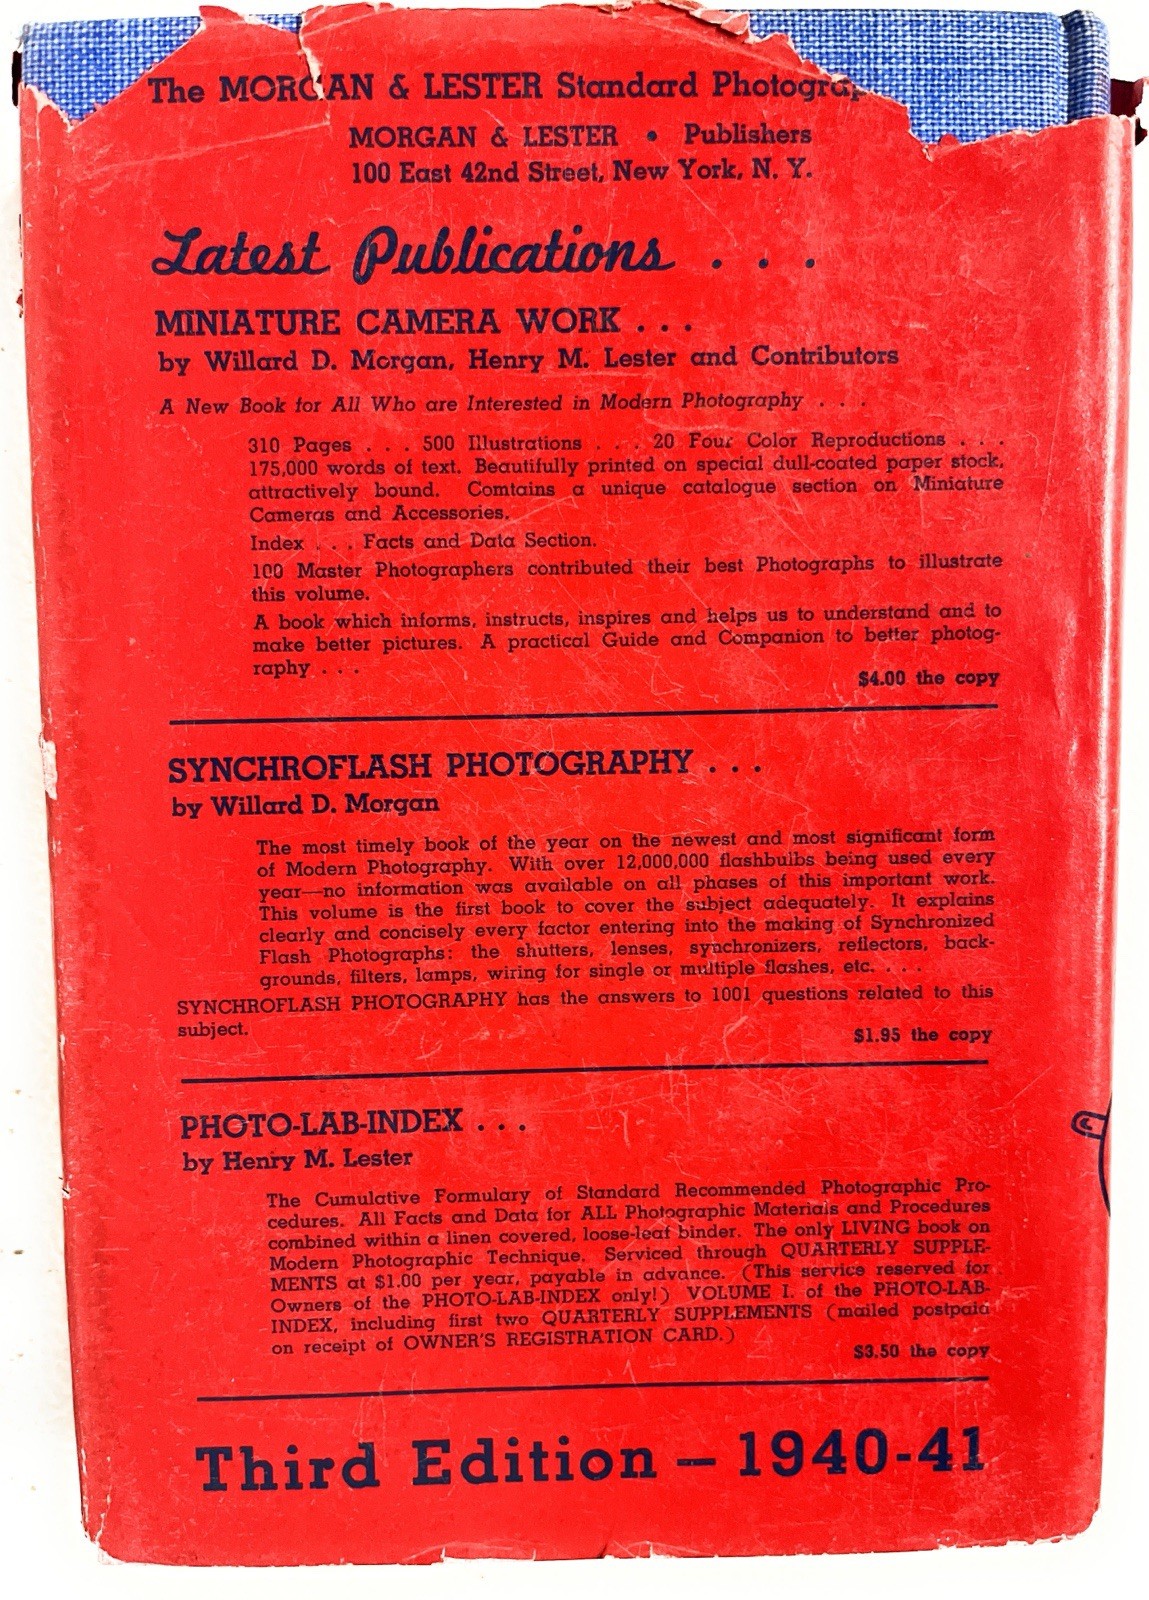 The MORGAN & LESTER Standard Photograp
MORGAN & LESTER • Publishers
100 East 42nd Street, New York, N. Y.
Latest Publications . . .
MINIATURE CAMERA WORK . . .
by Willard D. Morgan, Henry M. Lester and Contributors
A New Book for All Who are Interested in Modern Photography . . .
310 Pages . . . 500 Illustrations . . . 20 Four Color Reproductions . . .
175,000 words of text. Beautifully printed on special dull-coated paper stock,
attractively bound. Comtains a unique catalogue section on Miniature
Cameras and Accessories.
Index . . . Facts and Data Section.
100 Master Photographers contributed their best Photographs to illustrate
this volume.
A book which informs, instructs, inspires and helps us to understand and to
make better pictures. A practical Guide and Companion to better photog-
raphy . . .
$4.00 the copy
SYNCHROFLASH PHOTOGRAPHY . . .
by Willard D. Morgan
The most timely book of the year on the newest and most significant form
of Modern Photography. With over 12,000,000 flashbulbs being used every
year—no information was available on all phases of this important work.
This volume is the first book to cover the subject adequately. It explains
clearly and concisely every factor entering into the making of Synchronized
Flash Photographs: the shutters, lenses, synchronizers, reflectors, back-
grounds, filters, lamps, wiring for single or multiple flashes, etc. . . .
SYNCHROFLASH PHOTOGRAPHY has the answers to 1001 questions related to this
subject.
$1.95 the copy
PHOTO-LAB-INDEX . . .
by Henry M. Lester
The Cumulative Formulary of Standard Recommended Photographic Pro-
cedures. All Facts and Data for ALL Photographic Materials and Procedures
combined within a linen covered, loose-leaf binder. The only LIVING book on
Modern Photographic Technique. Serviced through QUARTERLY SUPPLE-
MENTS at $1.00 per year, payable in advance. (This service reserved for
Owners of the PHOTO-LAB-INDEX only!) VOLUME I. of the PHOTO-LAB-
INDEX, including first two QUARTERLY SUPPLEMENTS (mailed postpaid
on receipt of OWNER'S REGISTRATION CARD.)
$3.50 the copy
Third Edition — 1940-41